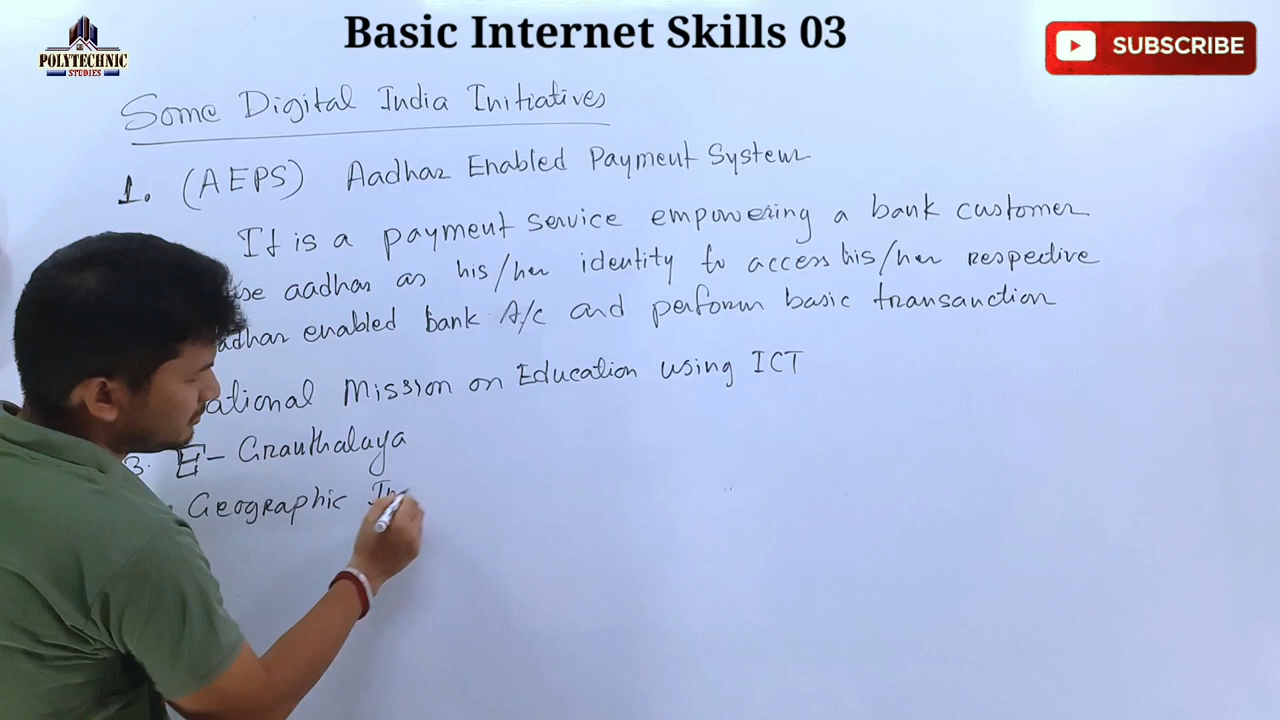 Basic Internet Skills 03
POLYTECHNIC
STUDIES
SUBSCRIBE
Some Digital India Initiatives
1. (AEPS) Aadhar Enabled Payment System
It is a payment service empowering a bank customer
aadhar as his/her identity to access his/her respective
enabled bank A/c and perform basic transanction
Mission on Education using ICT
3. E-Granthalaya
Geographic In